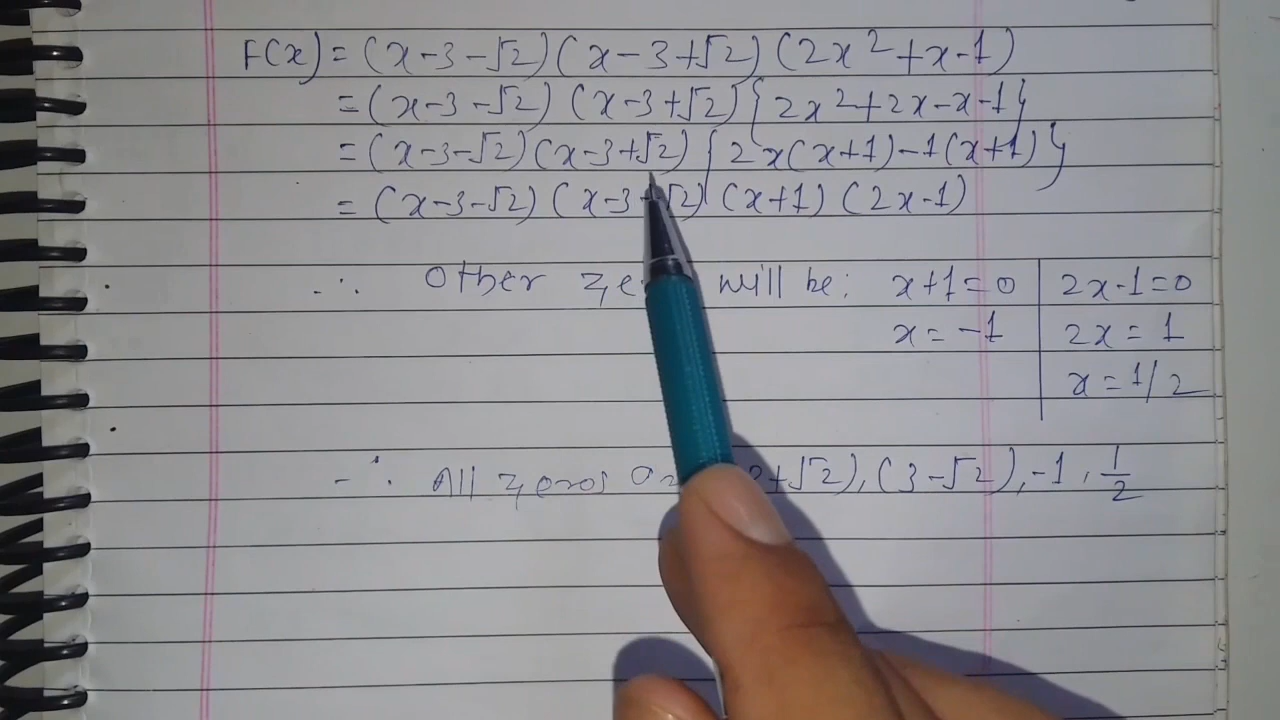 F(x) = (x-3-√2)(x-3+√2)(2x²+x-1)
= (x-3-√2) (x-3+√2) {2x²+2x-x-1}
= (x-3-√2)(x-3+√2) {2x(x+1)-1(x+1)}
= (x-3-√2) (x-3 √2) (x+1) (2x-1)
∴ Other will be: x+1=0 | 2x-1=0
x = -1 | 2x = 1
x = 1/2
∴ All zeros +√2), (3-√2), -1, 1/2